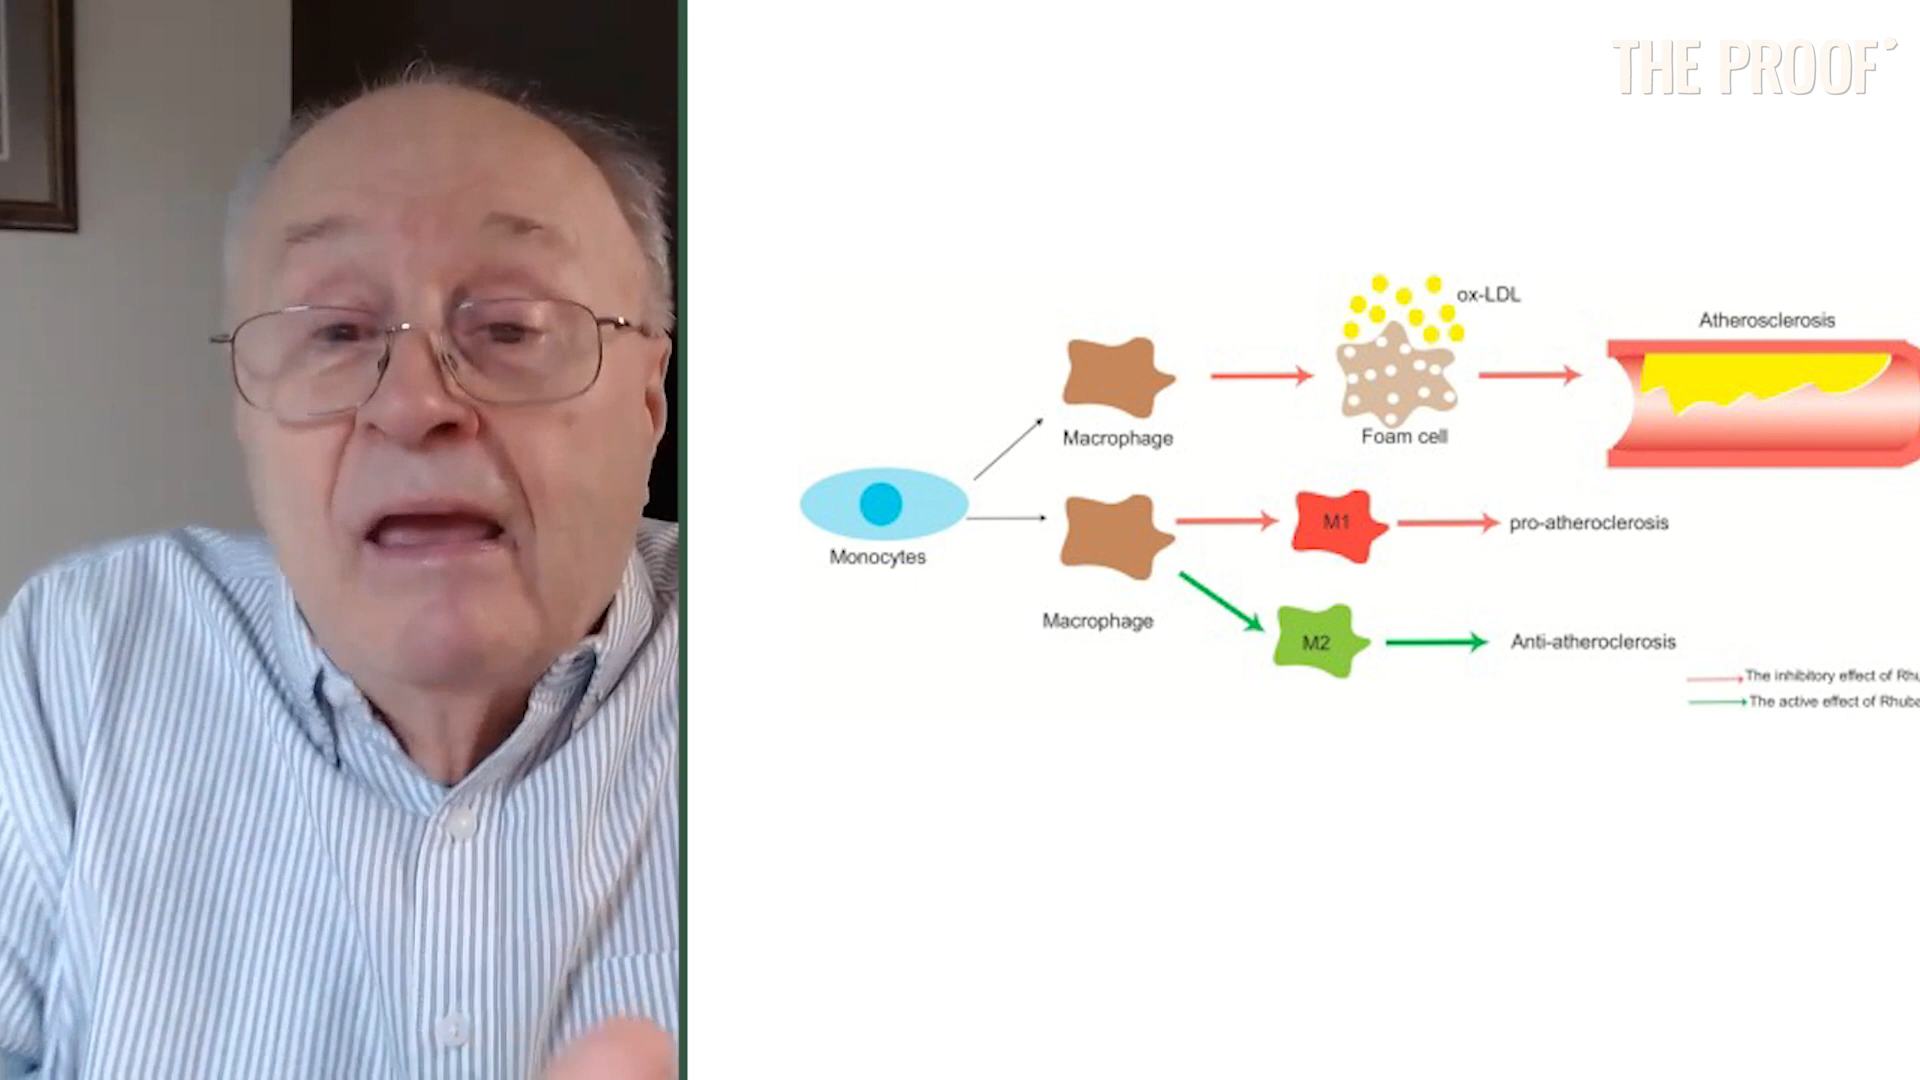 THE PROOF
ox-LDL
Atherosclerosis
Macrophage
Foam cell
M1
pro-atheroclerosis
Monocytes
Macrophage
M2
Anti-atheroclerosis
The inhibitory effect of
The active effect of